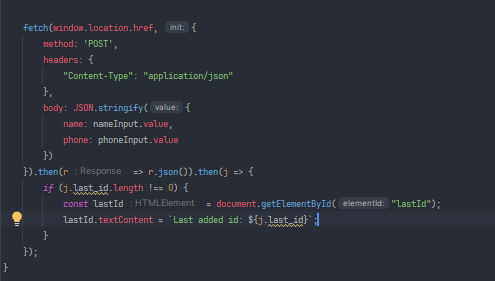 fetch(window.location.href, init: {
method: 'POST',
headers: {
"Content-Type": "application/json"
},
body: JSON.stringify( value: {
name: nameInput.value,
phone: phoneInput.value
})
}).then(r : Response => r.json()).then(j => {
if (j.last_id.length !== 0) {
const lastId : HTMLElement = document.getElementById( elementId: "lastId");
lastId.textContent = `Last added id: ${j.last_id}`;
}
});
}